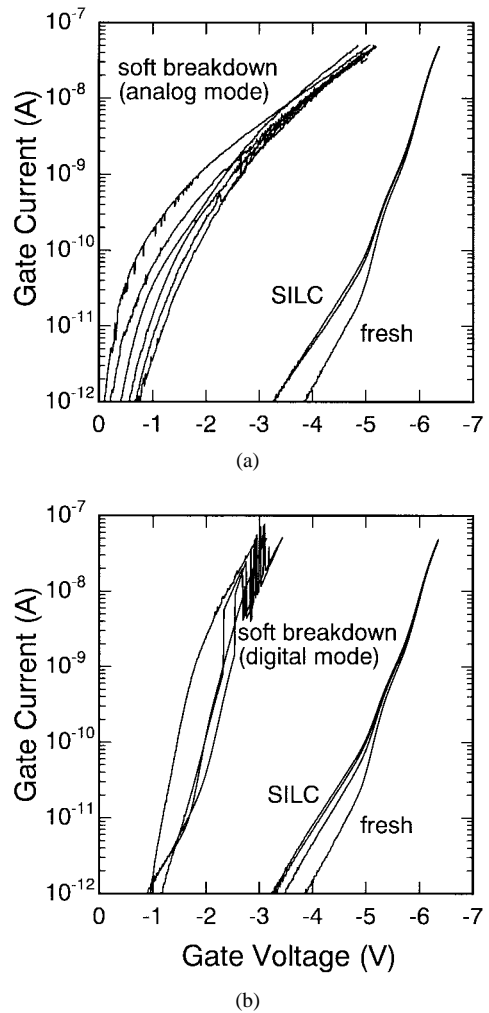 10⁻⁷
soft breakdown
(analog mode)
10⁻⁸
10⁻⁹
10⁻¹⁰
SILC
fresh
10⁻¹¹
10⁻¹²
Gate Current (A)
0 -1 -2 -3 -4 -5 -6 -7
(a)
10⁻⁷
10⁻⁸
soft breakdown
(digital mode)
10⁻⁹
10⁻¹⁰
SILC
fresh
10⁻¹¹
10⁻¹²
Gate Current (A)
0 -1 -2 -3 -4 -5 -6 -7
Gate Voltage (V)
(b)